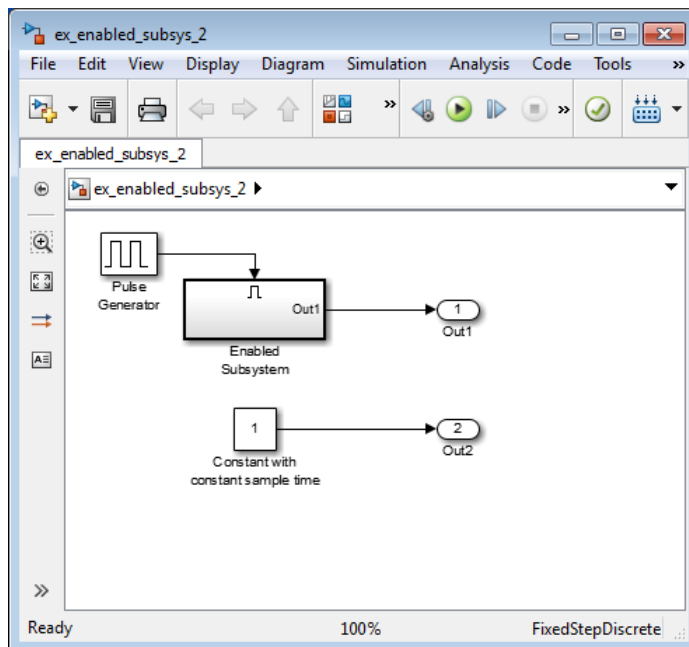 ex_enabled_subsys_2
File Edit View Display Diagram Simulation Analysis Code Tools »
» »
ex_enabled_subsys_2
ex_enabled_subsys_2
Pulse
Generator
Out1
1
Out1
Enabled
Subsystem
1
2
Out2
Constant with
constant sample time
»
Ready 100% FixedStepDiscrete